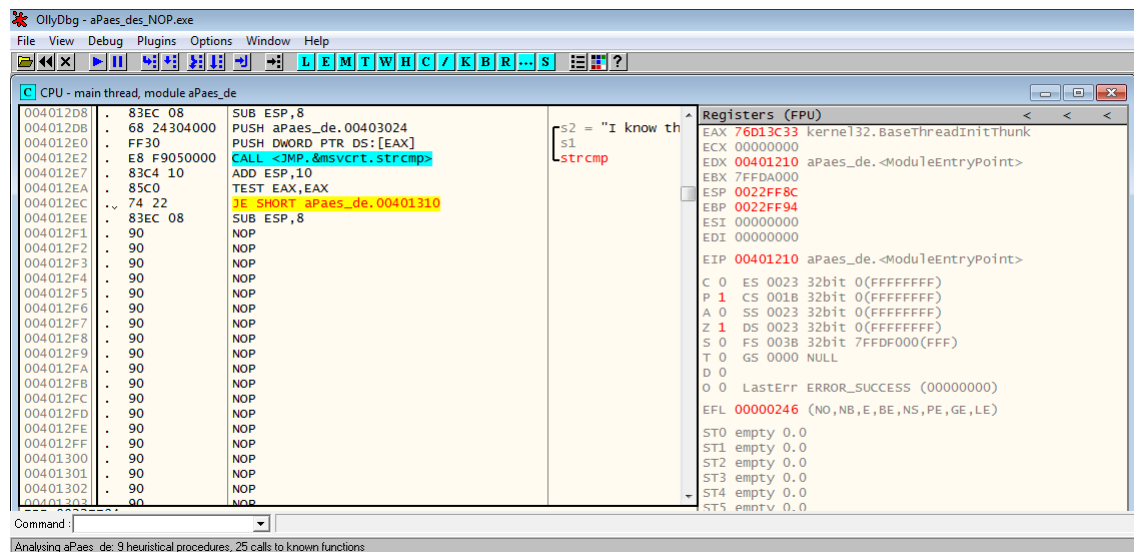 OllyDbg - aPaes_des_NOP.exe
File View Debug Plugins Options Window Help
L E M T W H C / K B R ... S ?
C CPU - main thread, module aPaes_de
004012D8 . 83EC 08 SUB ESP,8
004012DB . 68 24304000 PUSH aPaes_de.00403024 s2 = "I know th
004012E0 . FF30 PUSH DWORD PTR DS:[EAX] s1
004012E2 . E8 F9050000 CALL <JMP.&msvcrt.strcmp> strcmp
004012E7 . 83C4 10 ADD ESP,10
004012EA . 85C0 TEST EAX,EAX
004012EC . 74 22 JE SHORT aPaes_de.00401310
004012EE . 83EC 08 SUB ESP,8
004012F1 . 90 NOP
004012F2 . 90 NOP
004012F3 . 90 NOP
004012F4 . 90 NOP
004012F5 . 90 NOP
004012F6 . 90 NOP
004012F7 . 90 NOP
004012F8 . 90 NOP
004012F9 . 90 NOP
004012FA . 90 NOP
004012FB . 90 NOP
004012FC . 90 NOP
004012FD . 90 NOP
004012FE . 90 NOP
004012FF . 90 NOP
00401300 . 90 NOP
00401301 . 90 NOP
00401302 . 90 NOP
00401303 . 90 NOP
Registers (FPU) < < <
EAX 76D13C33 kernel32.BaseThreadInitThunk
ECX 00000000
EDX 00401210 aPaes_de.<ModuleEntryPoint>
EBX 7FFDA000
ESP 0022FF8C
EBP 0022FF94
ESI 00000000
EDI 00000000
EIP 00401210 aPaes_de.<ModuleEntryPoint>
C 0 ES 0023 32bit 0(FFFFFFFF)
P 1 CS 001B 32bit 0(FFFFFFFF)
A 0 SS 0023 32bit 0(FFFFFFFF)
Z 1 DS 0023 32bit 0(FFFFFFFF)
S 0 FS 003B 32bit 7FFDF000(FFF)
T 0 GS 0000 NULL
D 0
O 0 LastErr ERROR_SUCCESS (00000000)
EFL 00000246 (NO,NB,E,BE,NS,PE,GE,LE)
ST0 empty 0.0
ST1 empty 0.0
ST2 empty 0.0
ST3 empty 0.0
ST4 empty 0.0
ST5 empty 0.0
Command :
Analysing aPaes_de: 9 heuristical procedures, 25 calls to known functions